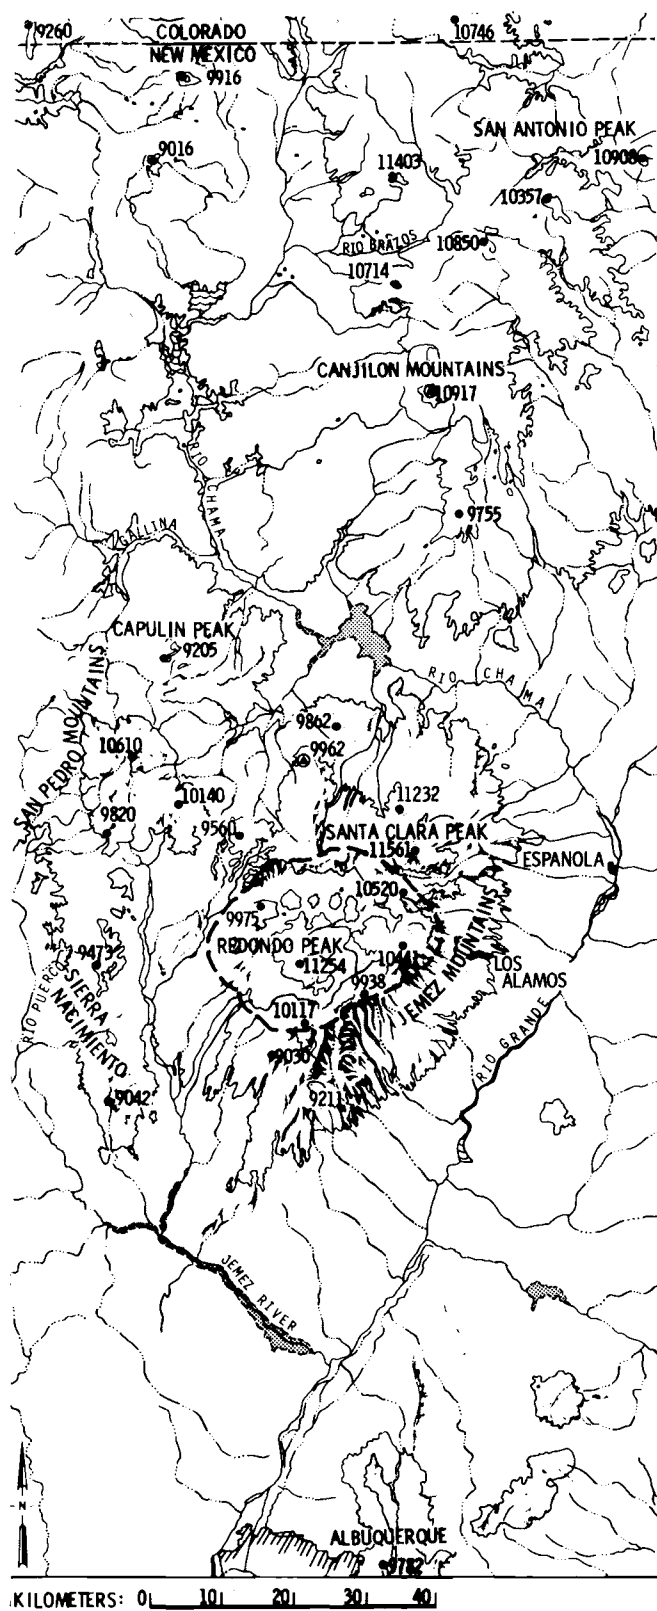 9260
COLORADO
10746
NEW MEXICO
9916
SAN ANTONIO PEAK
9016
10908
11403
10357
RIO BRAZOS
10850
10714
CANJILON MOUNTAINS
10917
RIO CHAMA
9755
GALLINA
CAPULIN PEAK
9205
RIO CHAMA
SAN PEDRO MOUNTAINS
9862
10610
9962
10140
11232
9820
9560
SANTA CLARA PEAK
11561
ESPANOLA
10520
9975
REDONDO PEAK
10441
9473
11254
LOS
ALAMOS
9938
JEMEZ MOUNTAINS
RIO PUERCO
SIERRA
NACIMIENTO
10117
9030
RIO GRANDE
9042
9211
JEMEZ RIVER
N
ALBUQUERQUE
9782
KILOMETERS: 0 10 20 30 40